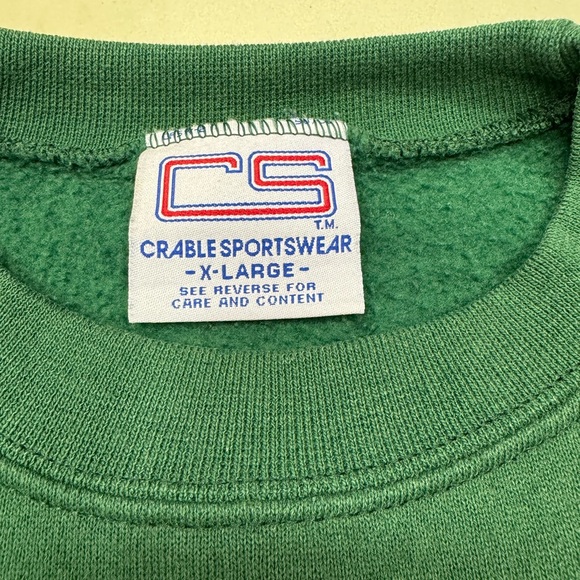 CS
T.M.
CRABLE SPORTSWEAR
-X-LARGE-
SEE REVERSE FOR
CARE AND CONTENT